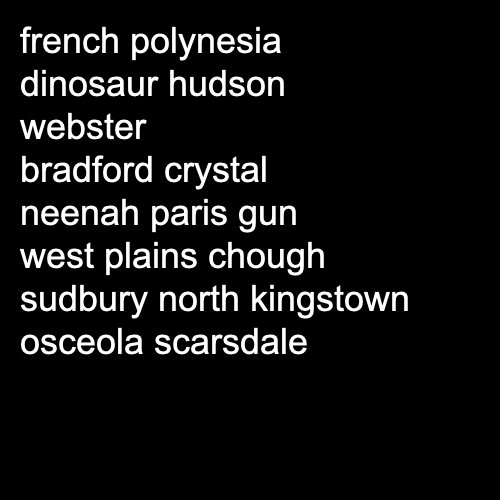 french polynesia
dinosaur hudson
webster
bradford crystal
neenah paris gun
west plains chough
sudbury north kingstown
osceola scarsdale